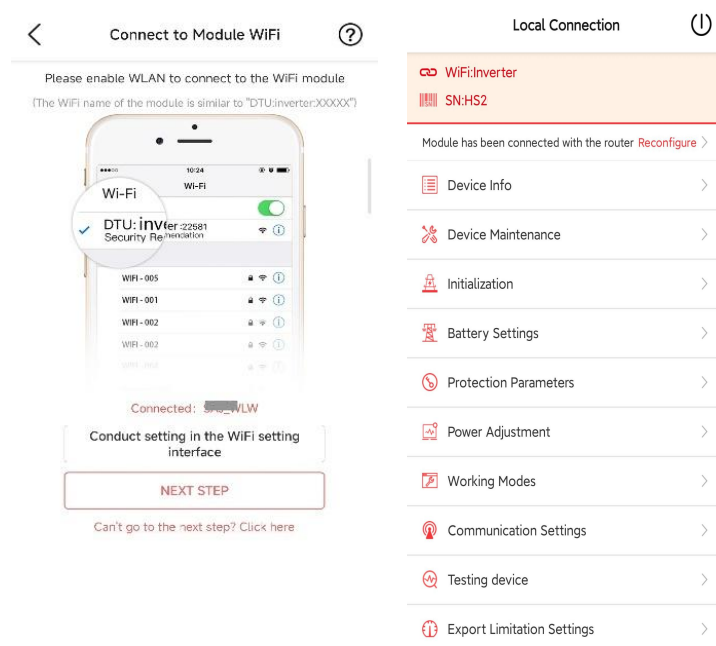 Connect to Module WiFi
Please enable WLAN to connect to the WiFi module
(The WiFi name of the module is similar to "DTU:inverter:XXXXX")
10:24
Wi-Fi
Wi-Fi
DTU: inverter:22581
Security Re mendation
WIFI - 005
WIFI - 001
WIFI - 002
WIFI - 002
Connected: WLW
Conduct setting in the WiFi setting
interface
NEXT STEP
Can't go to the next step? Click here
Local Connection
WiFi:Inverter
SN:HS2
Module has been connected with the router Reconfigure
Device Info
Device Maintenance
Initialization
Battery Settings
Protection Parameters
Power Adjustment
Working Modes
Communication Settings
Testing device
Export Limitation Settings